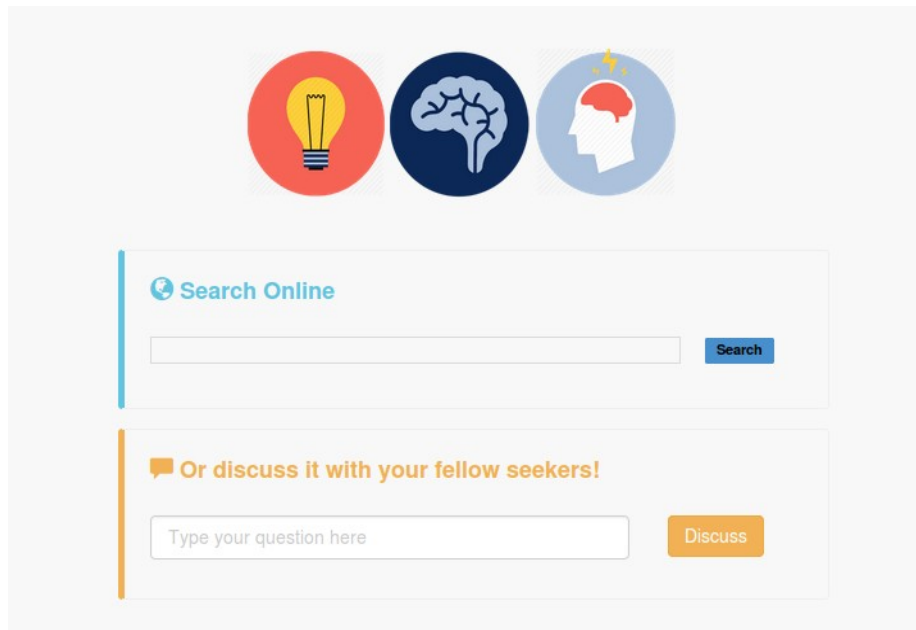 Search Online
Search
Or discuss it with your fellow seekers!
Type your question here
Discuss